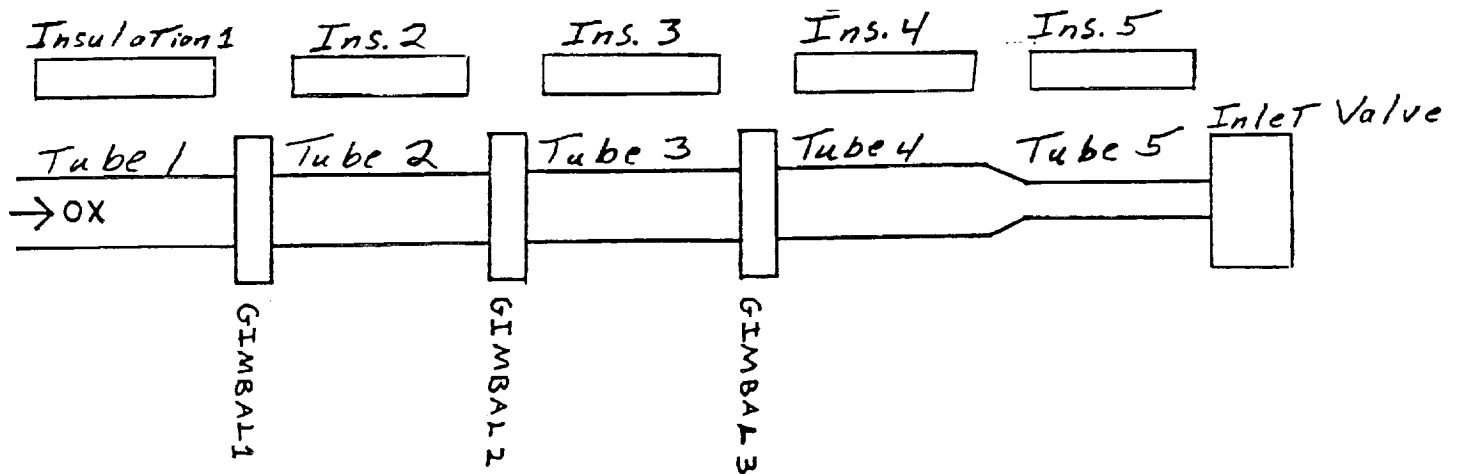 Insulation 1 Ins. 2 Ins. 3 Ins. 4 Ins. 5
Inlet Valve
Tube 1 Tube 2 Tube 3 Tube 4 Tube 5
→ OX
GIMBAL 1
GIMBAL 2
GIMBAL 3